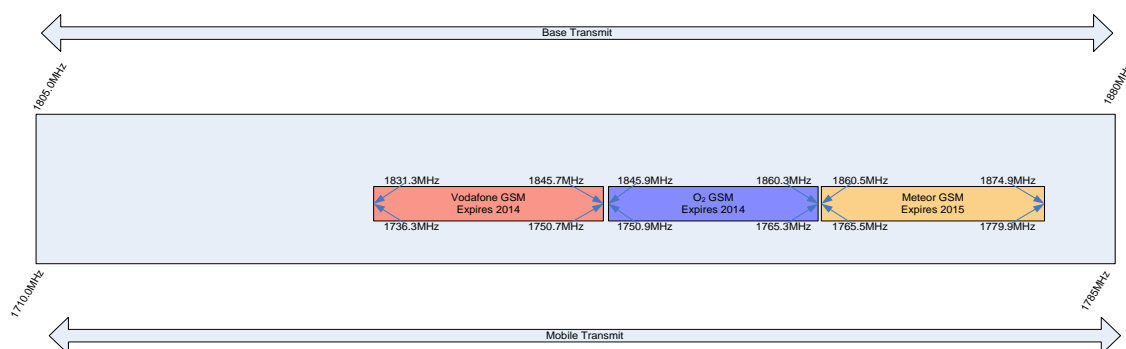 Base Transmit
1805.0MHz
1880MHz
1831.3MHz 1845.7MHz 1845.9MHz 1860.3MHz 1860.5MHz 1874.9MHz
Vodafone GSM
Expires 2014
O₂ GSM
Expires 2014
Meteor GSM
Expires 2015
1736.3MHz 1750.7MHz 1750.9MHz 1765.3MHz 1765.5MHz 1779.9MHz
1710.0MHz
1785MHz
Mobile Transmit